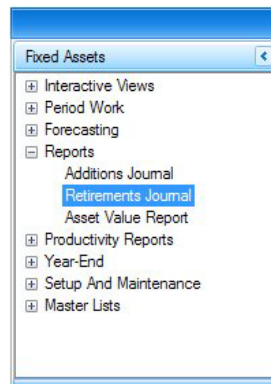 Fixed Assets
Interactive Views
Period Work
Forecasting
Reports
Additions Journal
Retirements Journal
Asset Value Report
Productivity Reports
Year-End
Setup And Maintenance
Master Lists